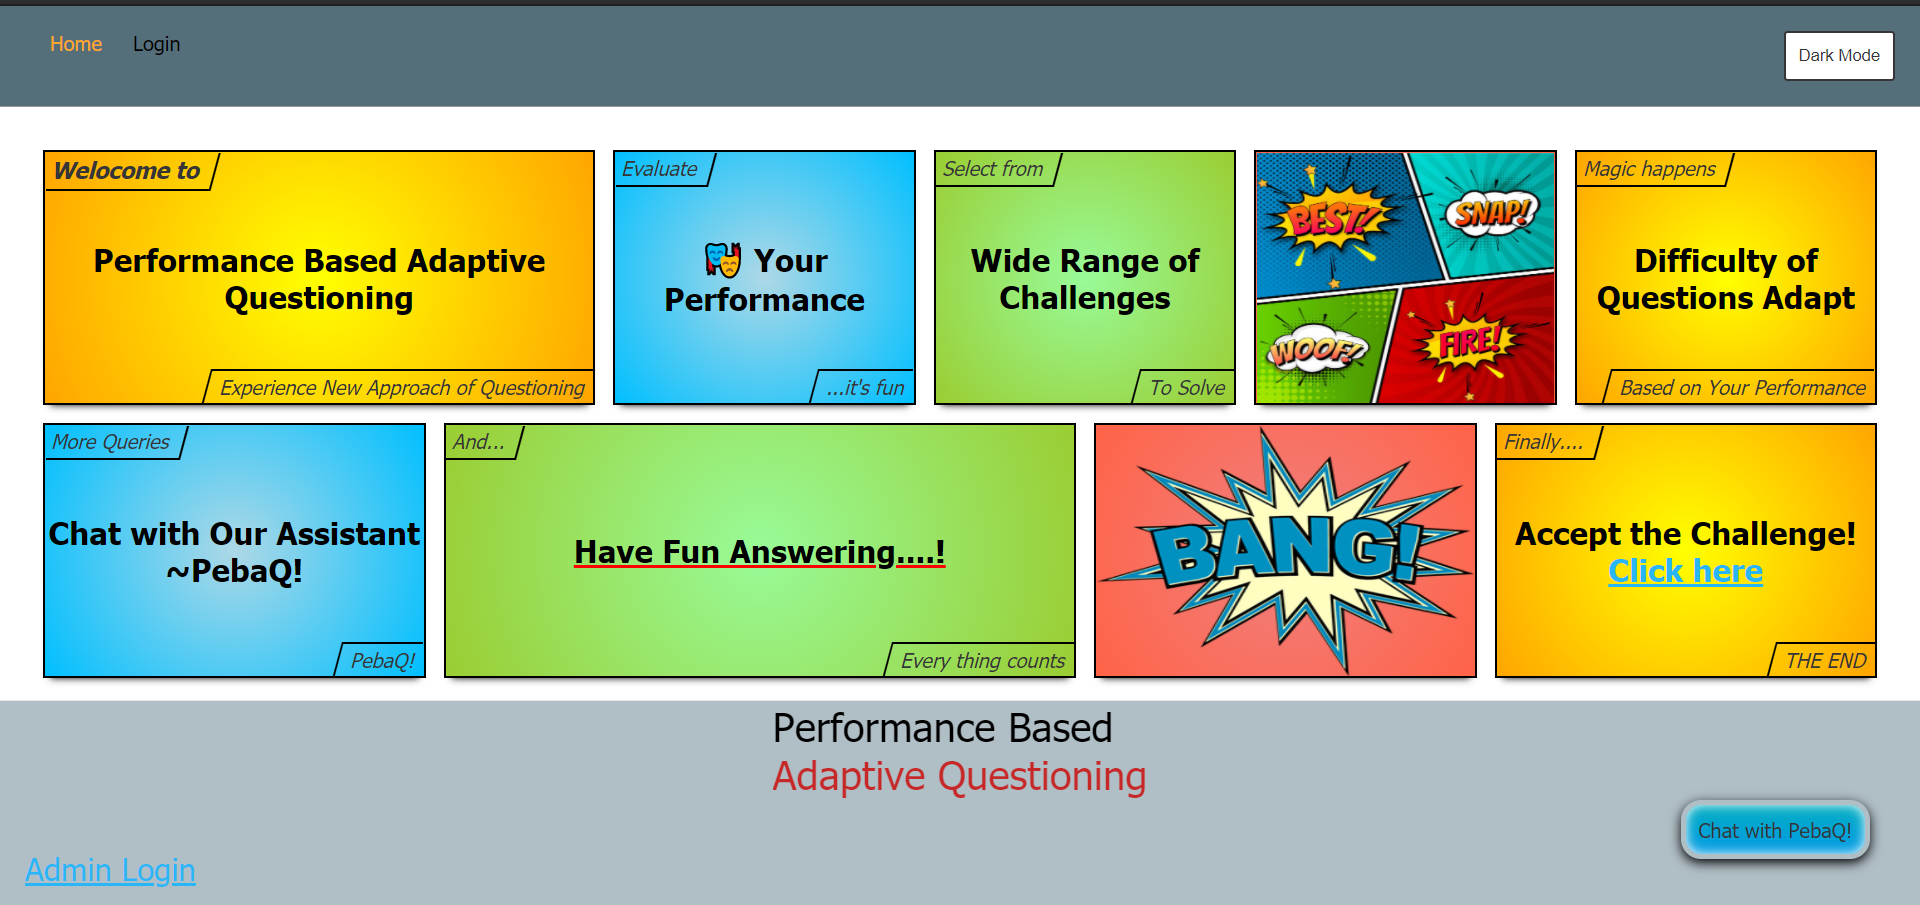 Home Login
Dark Mode
Welocome to
Performance Based Adaptive
Questioning
Experience New Approach of Questioning
Evaluate
Your
Performance
...it's fun
Select from
Wide Range of
Challenges
To Solve
BEST!
SNAP!
WOOF!
FIRE!
Magic happens
Difficulty of
Questions Adapt
Based on Your Performance
More Queries
Chat with Our Assistant
~PebaQ!
PebaQ!
And...
Have Fun Answering....!
Every thing counts
BANG!
Finally....
Accept the Challenge!
Click here
THE END
Performance Based
Adaptive Questioning
Chat with PebaQ!
Admin Login